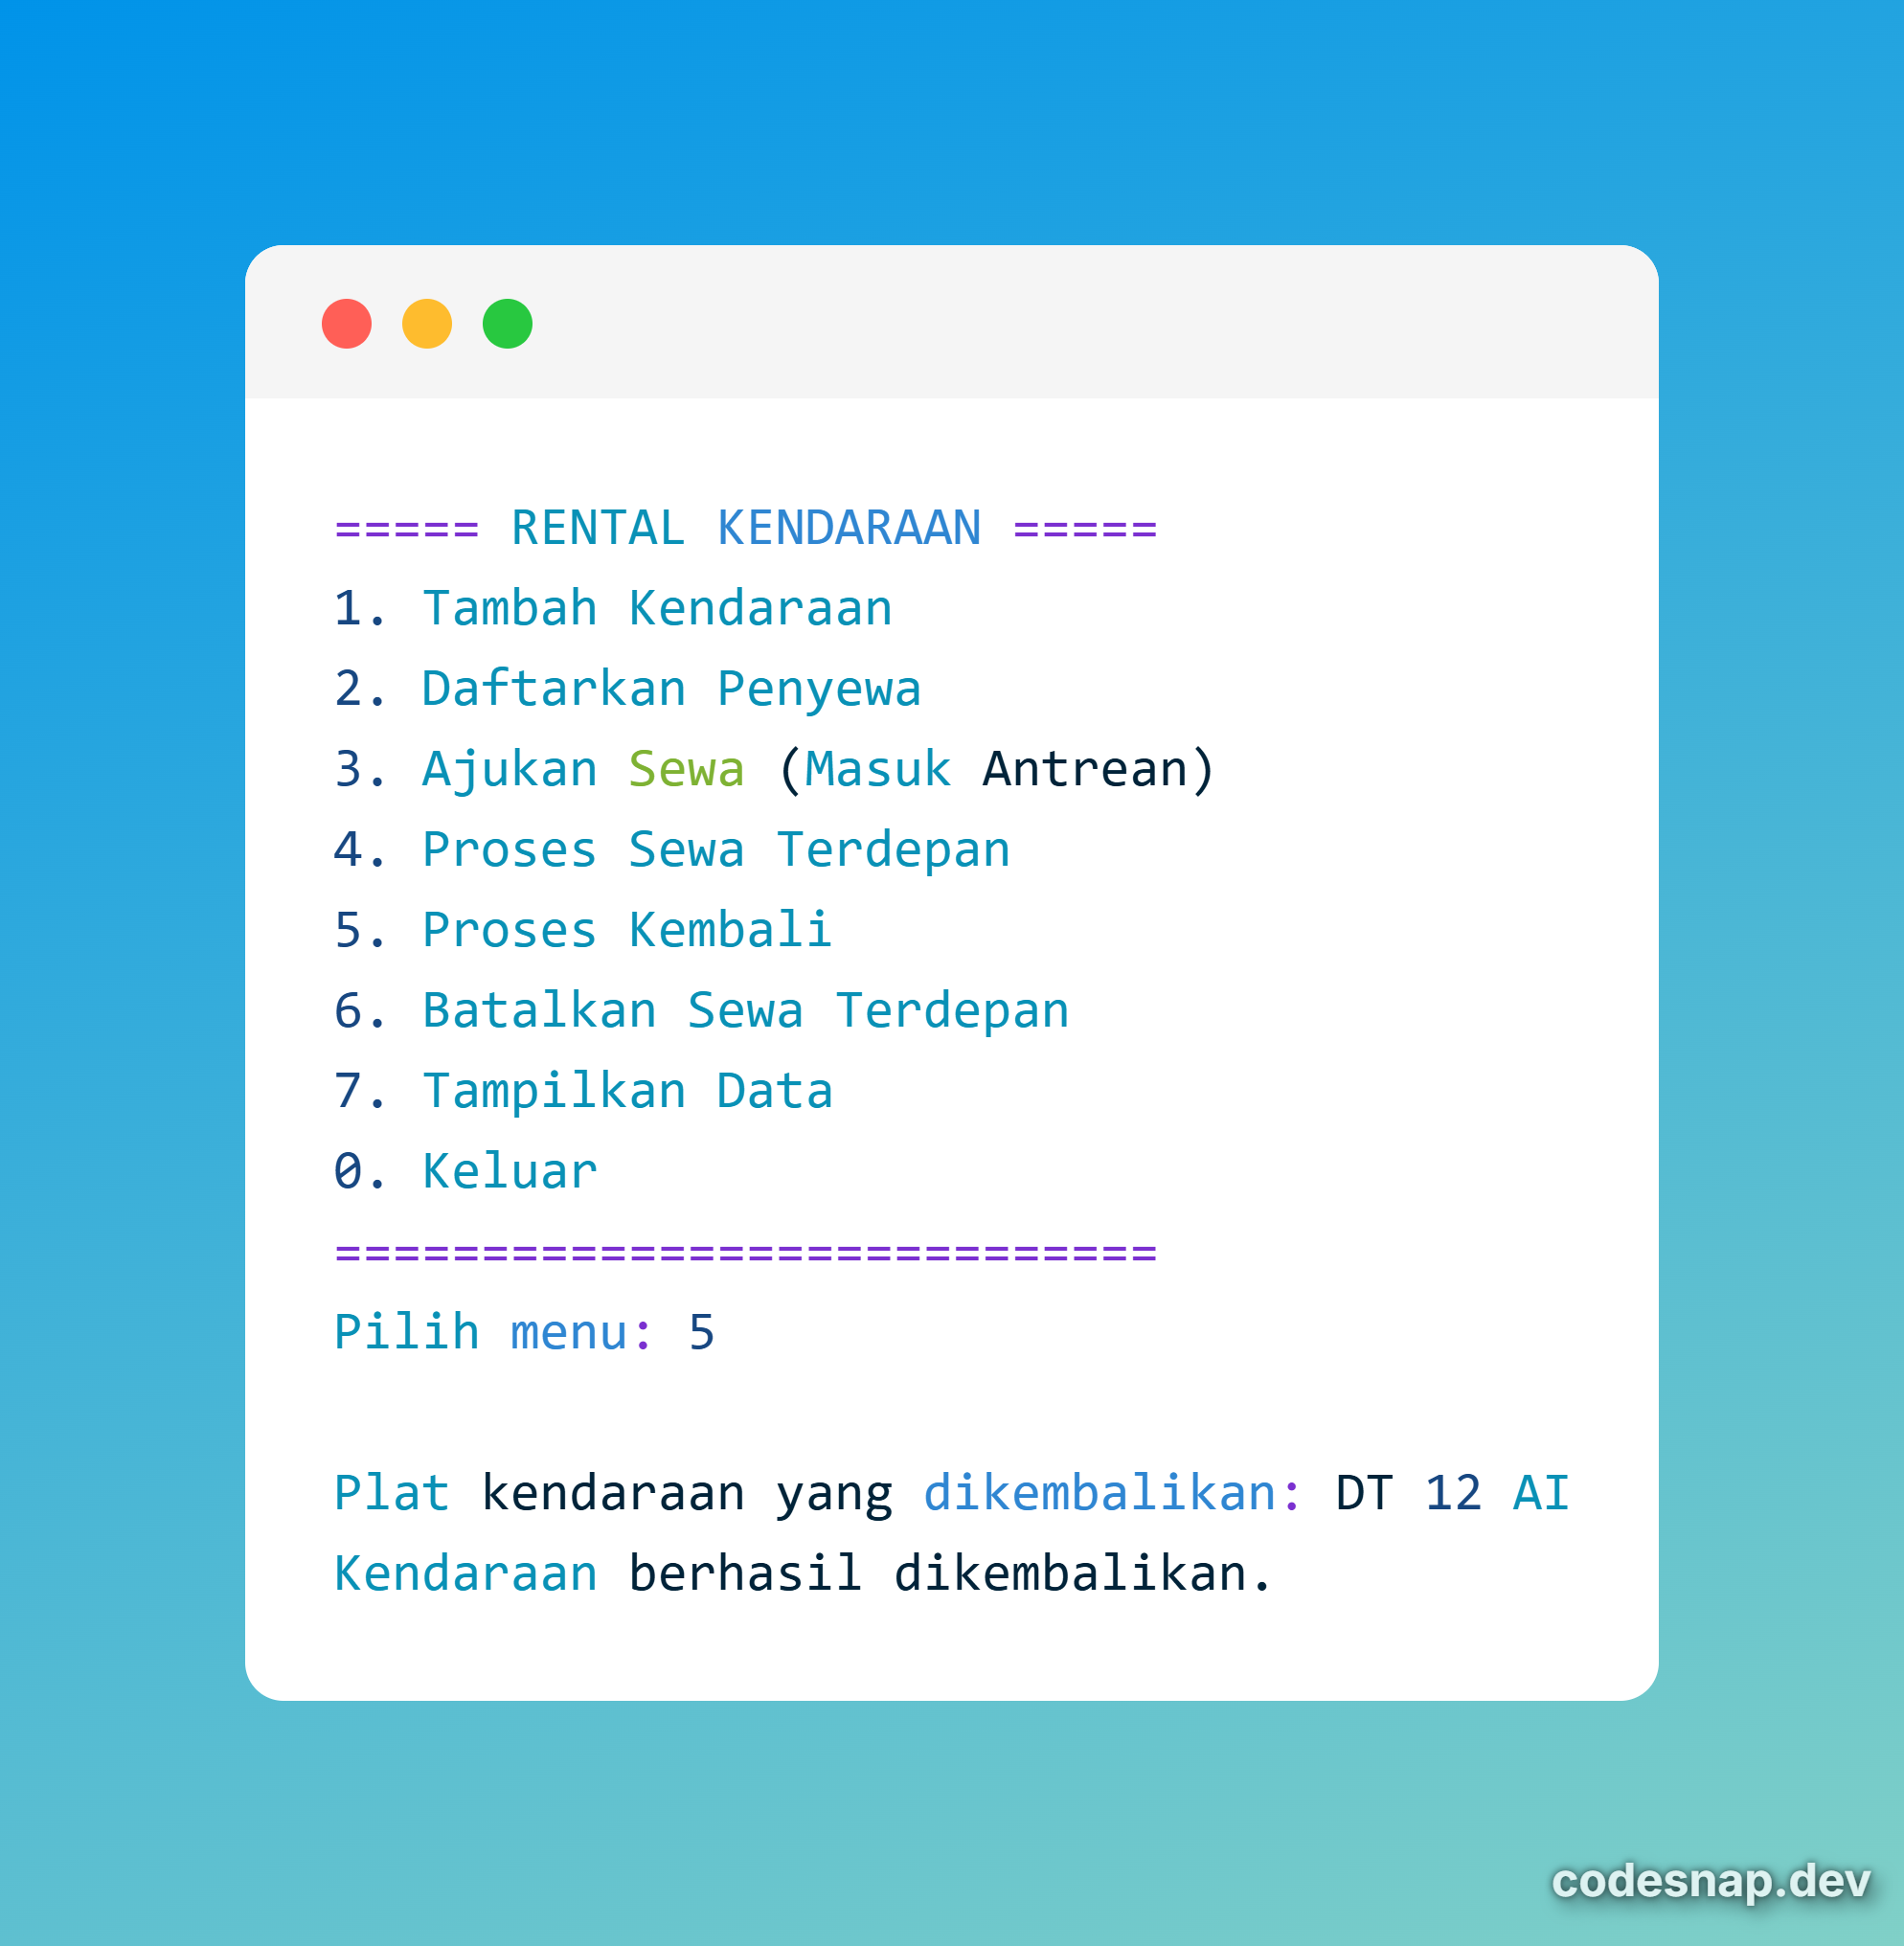 ===== RENTAL KENDARAAN =====
1. Tambah Kendaraan
2. Daftarkan Penyewa
3. Ajukan Sewa (Masuk Antrean)
4. Proses Sewa Terdepan
5. Proses Kembali
6. Batalkan Sewa Terdepan
7. Tampilkan Data
0. Keluar
============================
Pilih menu: 5
Plat kendaraan yang dikembalikan: DT 12 AI
Kendaraan berhasil dikembalikan.
codesnap.dev